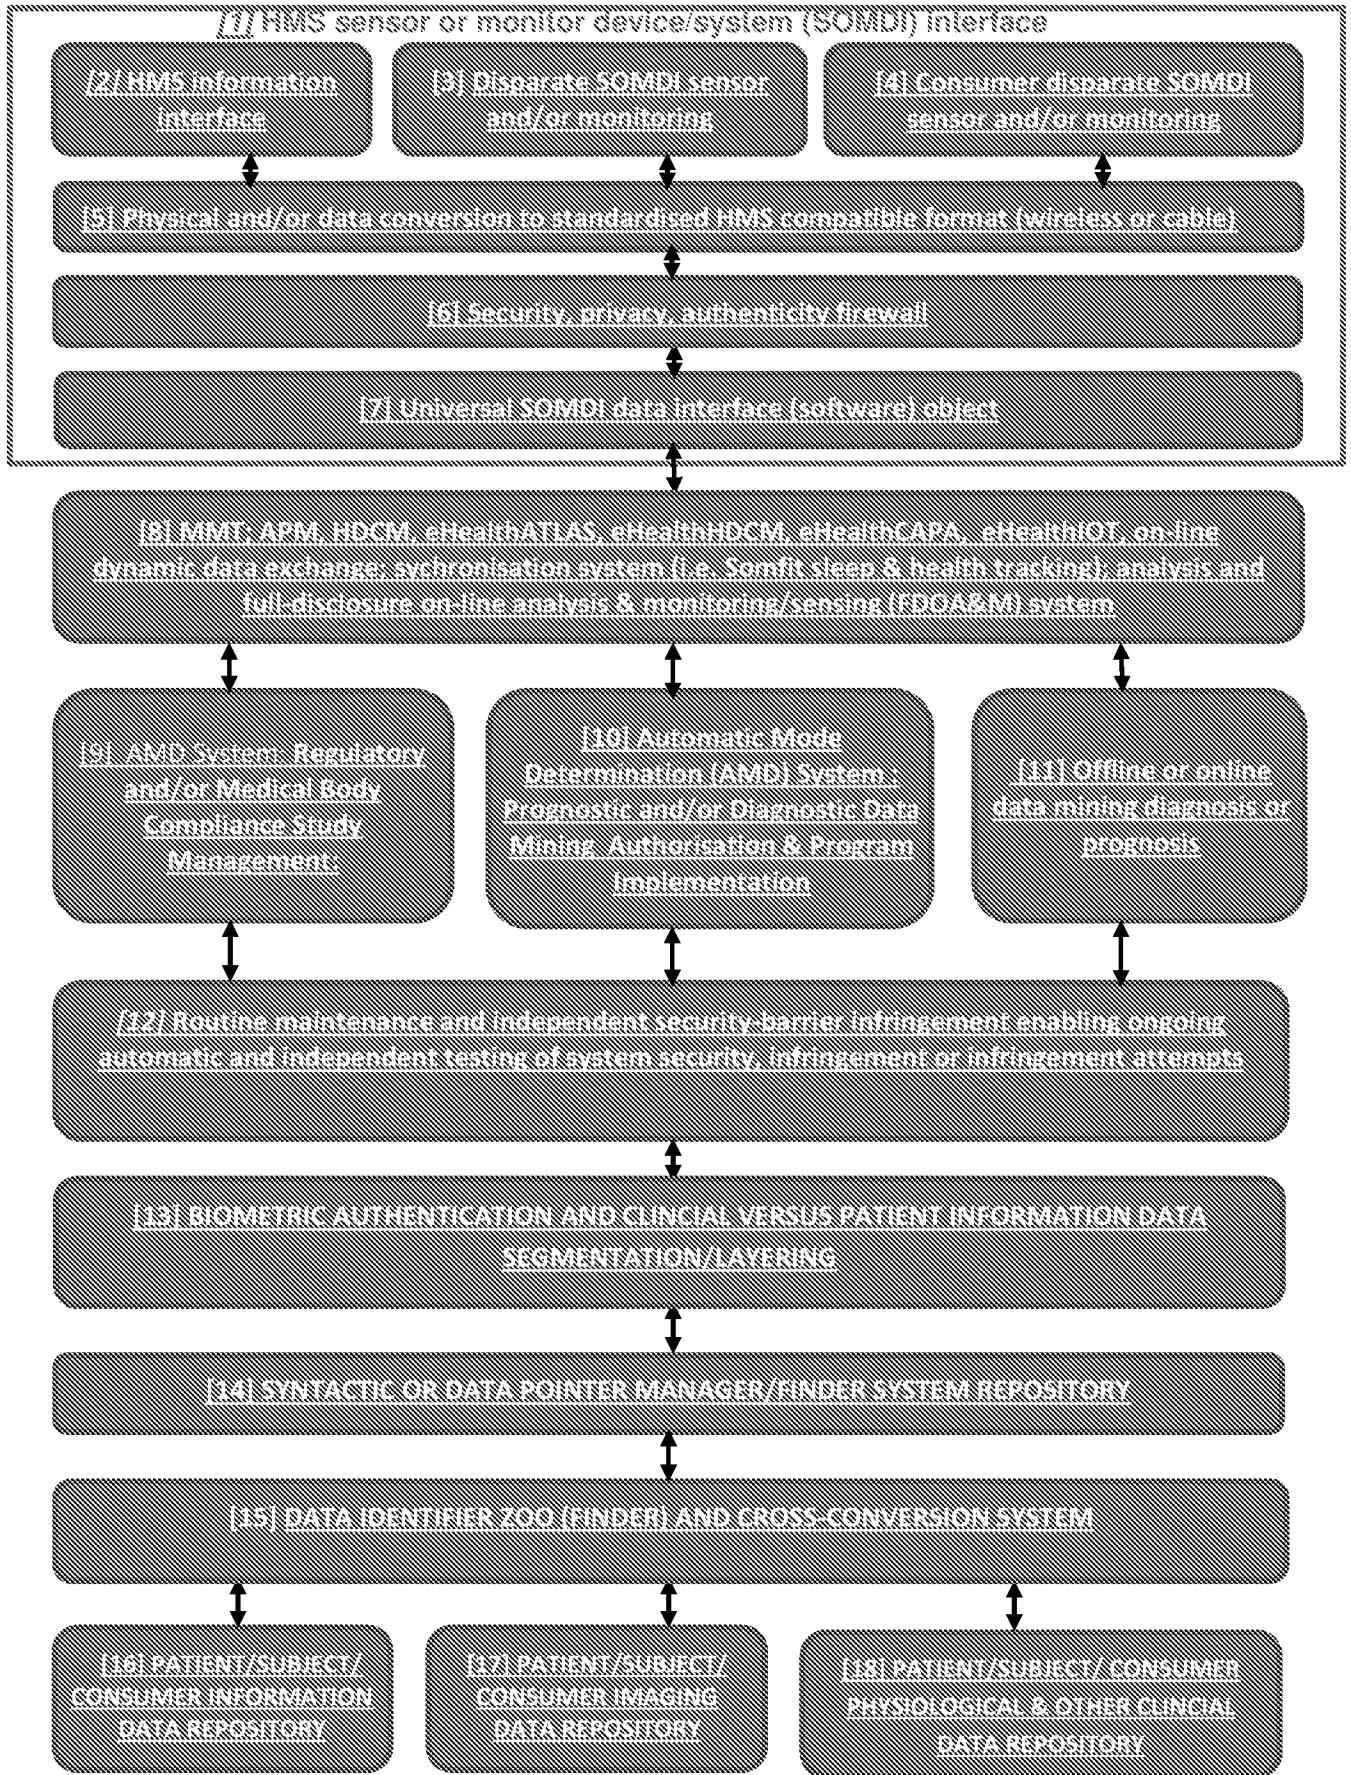 [1] HMS sensor or monitor device/system (SOMDI) Interface
[2] HMS information
interface
[3] Disparate SOMDI sensor
and/or monitoring
[4] Consumer disparate SOMDI
sensor and/or monitoring
[5] Physical and/or data conversion to standardised HMS compatible format (wireless or cable)
[6] Security, privacy, authenticity firewall
[7] Universal SOMDI data interface (software) object
[8] MMT; APM, HDCM, eHealthATLAS, eHealthHDCM, eHealthCAPA, eHealthIOT, on-line
dynamic data exchange; sychronisation system (i.e. Somfit sleep & health tracking), analysis and
full-disclosure on-line analysis & monitoring/sensing (FDOA&M) system
[9] AMD System: Regulatory
and/or Medical Body
Compliance Study
Management:
[10] Automatic Mode
Determination (AMD) System :
Prognostic and/or Diagnostic Data
Mining Authorisation & Program
Implementation
[11] Offline or online
data mining diagnosis or
prognosis
[12] Routine maintenance and independent security-barrier infringement enabling ongoing
automatic and independent testing of system security, infringement or infringement attempts
[13] BIOMETRIC AUTHENTICATION AND CLINCIAL VERSUS PATIENT INFORMATION DATA
SEGMENTATION/LAYERING
[14] SYNTACTIC OR DATA POINTER MANAGER/FINDER SYSTEM REPOSITORY
[15] DATA IDENTIFIER ZOO (FINDER) AND CROSS-CONVERSION SYSTEM
[16] PATIENT/SUBJECT/
CONSUMER INFORMATION
DATA REPOSITORY
[17] PATIENT/SUBJECT/
CONSUMER IMAGING
DATA REPOSITORY
[18] PATIENT/SUBJECT/ CONSUMER
PHYSIOLOGICAL & OTHER CLINCIAL
DATA REPOSITORY